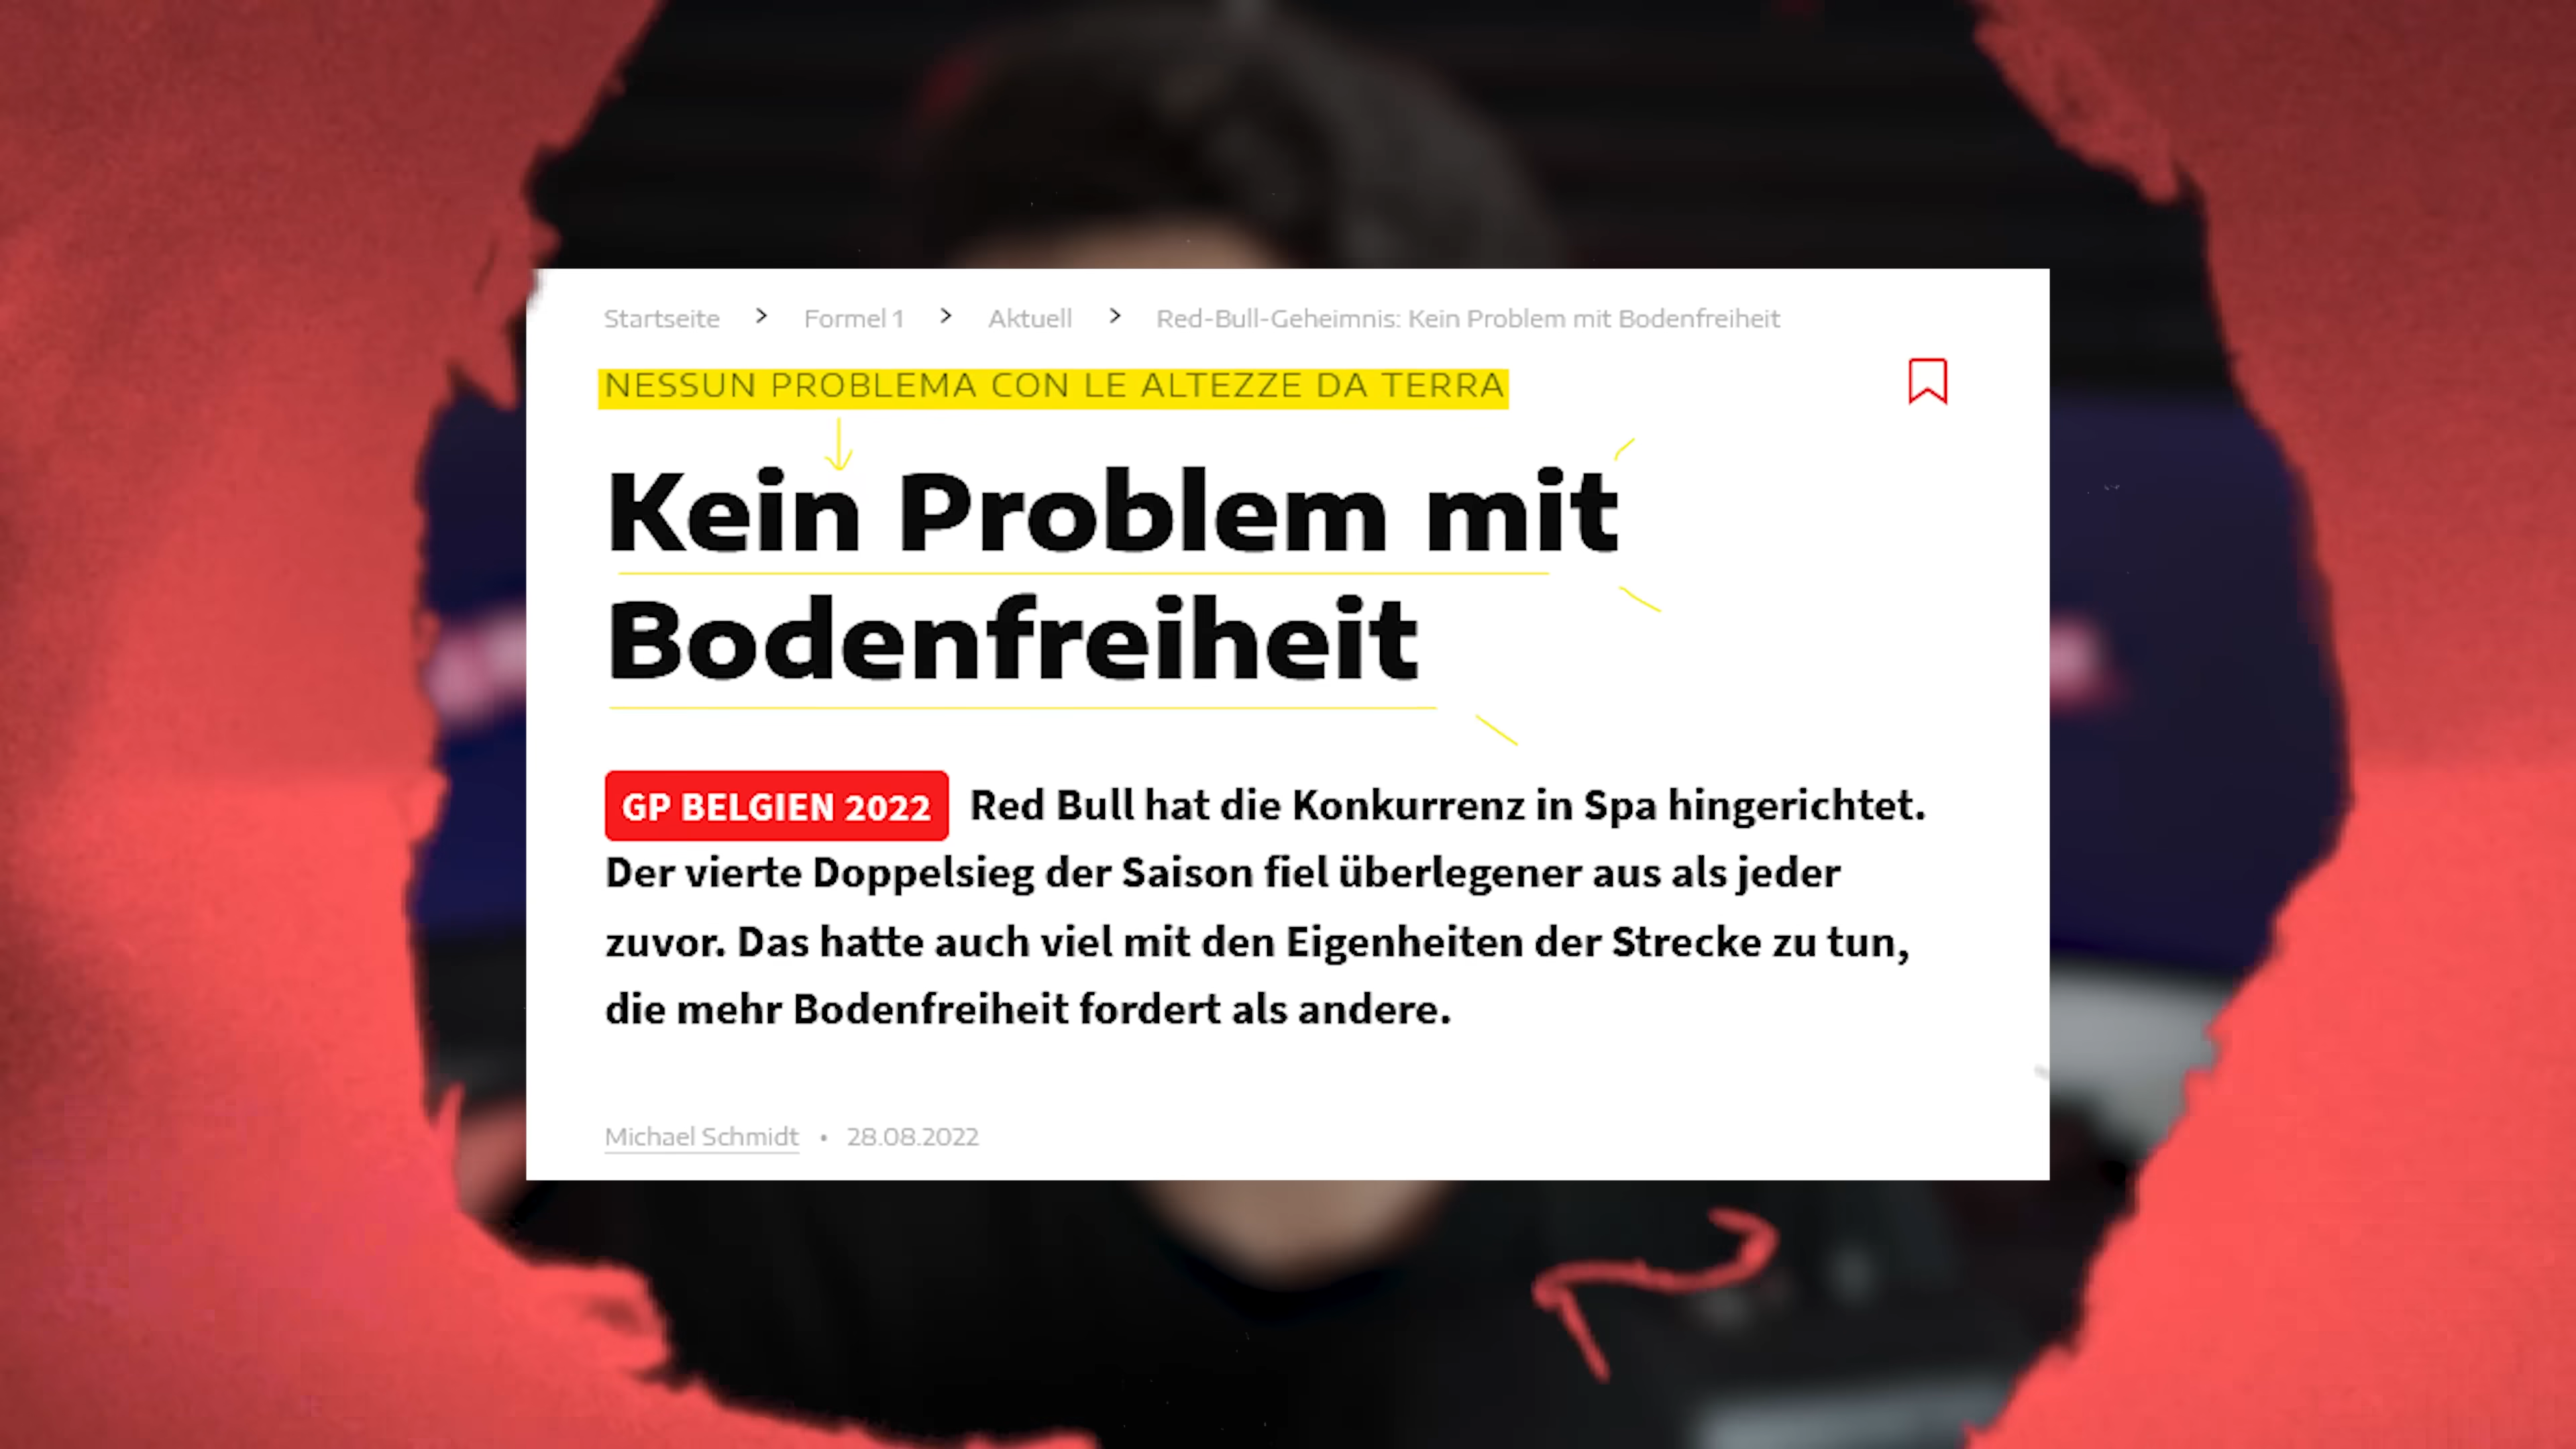 Startseite > Formel 1 > Aktuell > Red-Bull-Geheimnis: Kein Problem mit Bodenfreiheit
NESSUN PROBLEMA CON LE ALTEZZE DA TERRA
Kein Problem mit
Bodenfreiheit
GP BELGIEN 2022 Red Bull hat die Konkurrenz in Spa hingerichtet.
Der vierte Doppelsieg der Saison fiel überlegener aus als jeder
zuvor. Das hatte auch viel mit den Eigenheiten der Strecke zu tun,
die mehr Bodenfreiheit fordert als andere.
Michael Schmidt • 28.08.2022